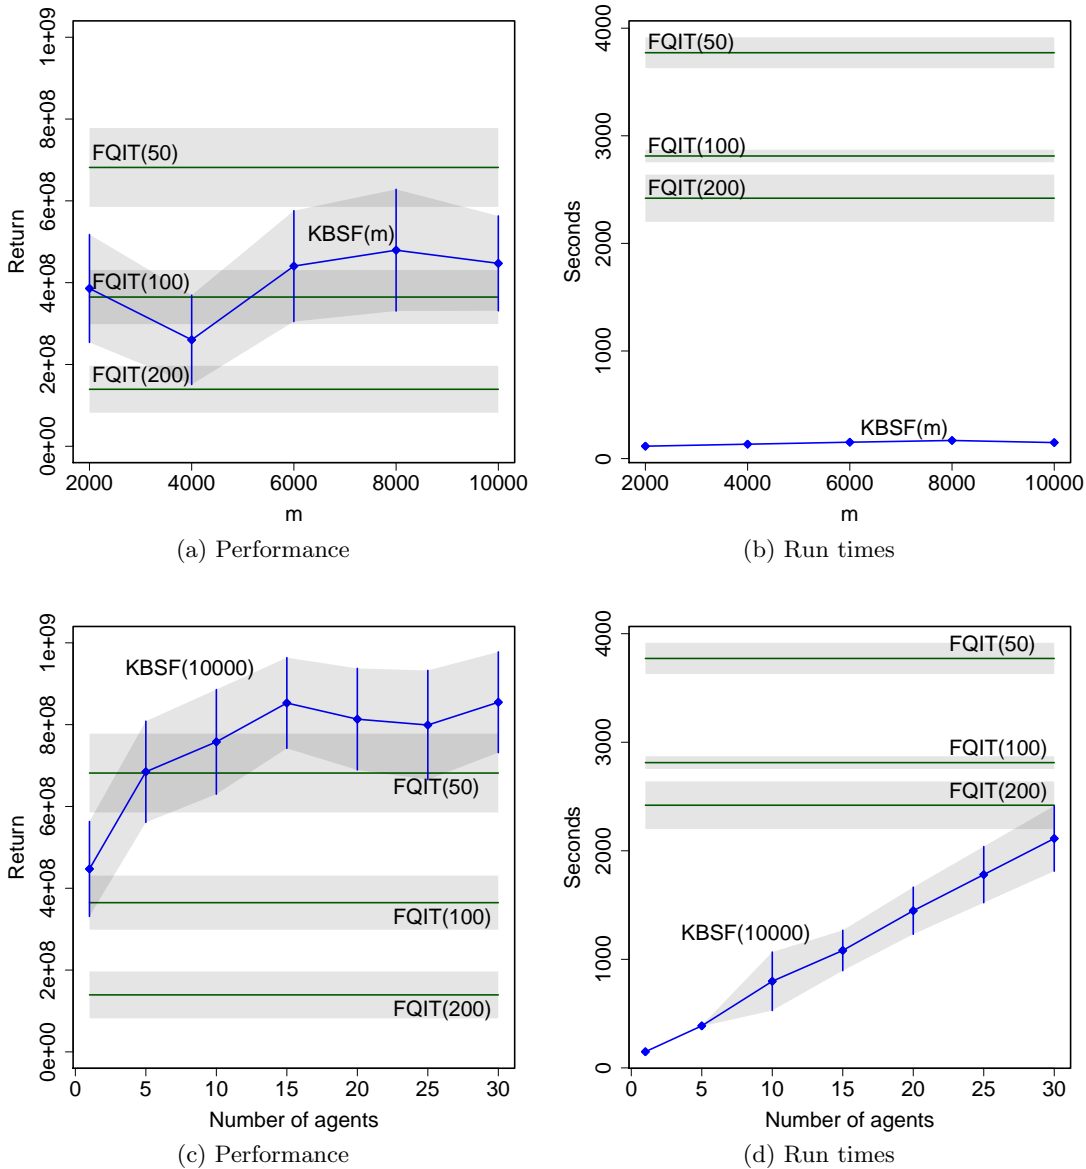 1e+09
8e+08
6e+08
4e+08
2e+08
0e+00
Return
FQIT(50)
KBSF(m)
FQIT(100)
FQIT(200)
2000 4000 6000 8000 10000
m
(a) Performance
4000
3000
2000
1000
0
Seconds
FQIT(50)
FQIT(100)
FQIT(200)
KBSF(m)
2000 4000 6000 8000 10000
m
(b) Run times
1e+09
8e+08
6e+08
4e+08
2e+08
0e+00
Return
KBSF(10000)
FQIT(50)
FQIT(100)
FQIT(200)
0 5 10 15 20 25 30
Number of agents
(c) Performance
4000
3000
2000
1000
0
Seconds
FQIT(50)
FQIT(100)
FQIT(200)
KBSF(10000)
0 5 10 15 20 25 30
Number of agents
(d) Run times